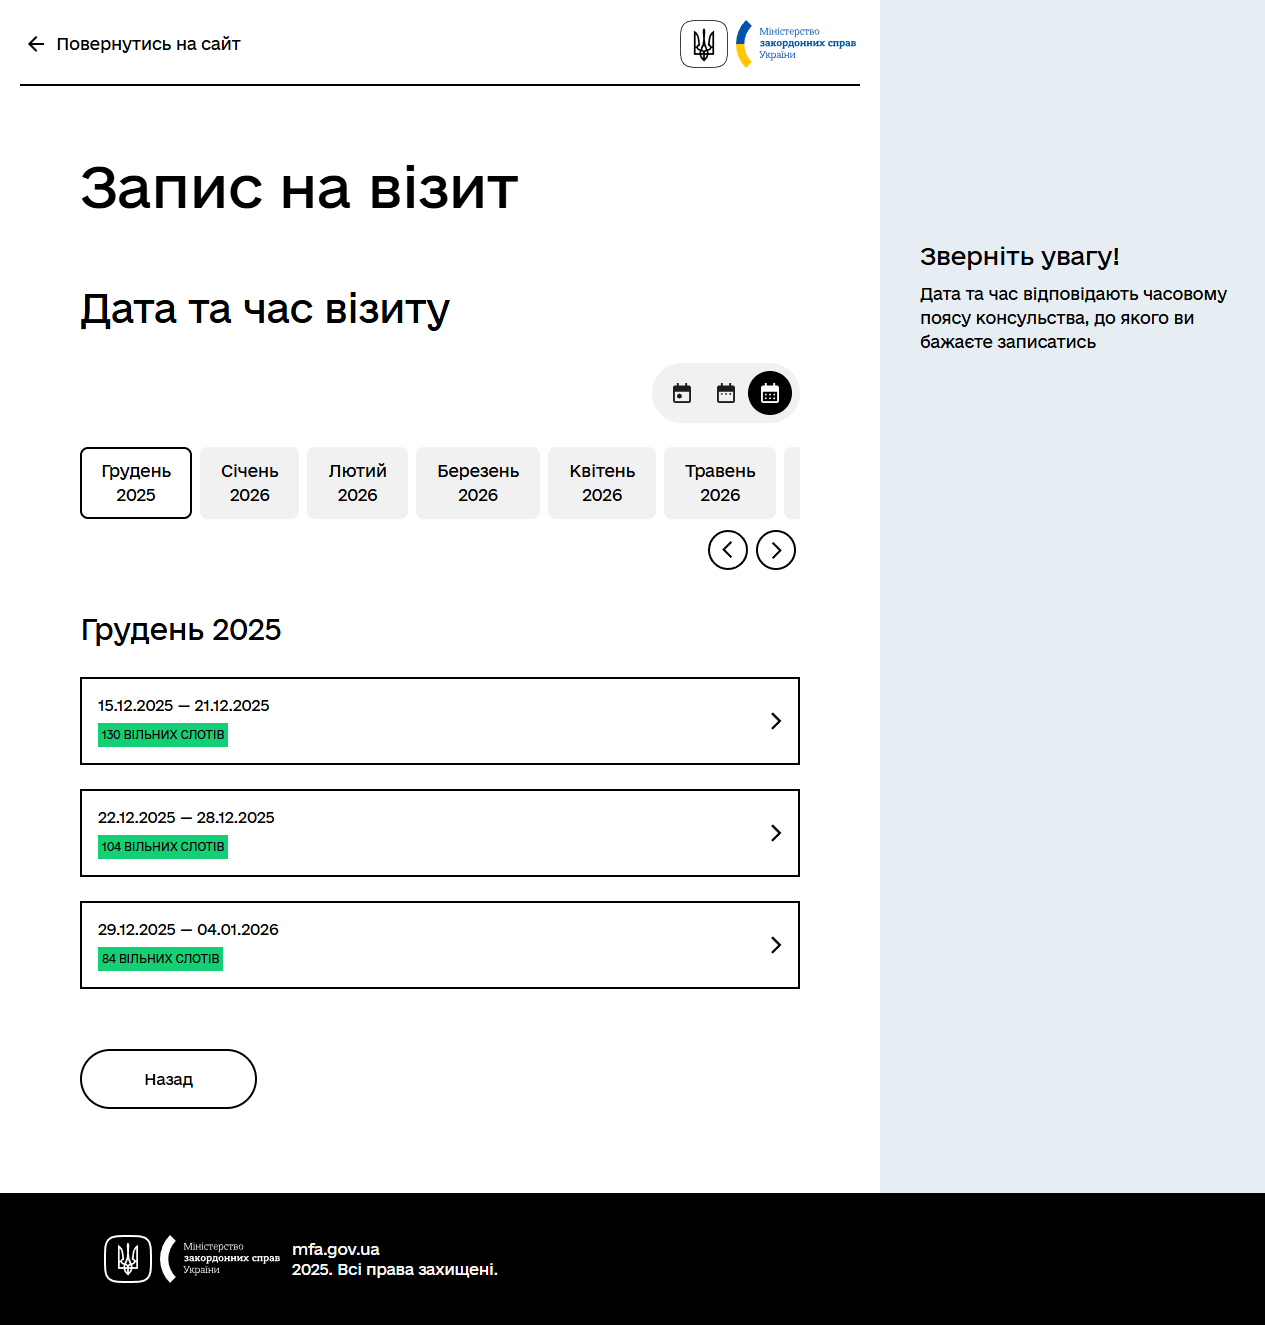 Повернутись на сайт
Міністерство
закордонних справ
України
Запис на візит
Дата та час візиту
Грудень
2025
Січень
2026
Лютий
2026
Березень
2026
Квітень
2026
Травень
2026
Грудень 2025
15.12.2025 — 21.12.2025
130 ВІЛЬНИХ СЛОТІВ
22.12.2025 — 28.12.2025
104 ВІЛЬНИХ СЛОТІВ
29.12.2025 — 04.01.2026
84 ВІЛЬНИХ СЛОТІВ
Назад
Зверніть увагу!
Дата та час відповідають часовому
поясу консульства, до якого ви
бажаєте записатись
Міністерство
закордонних справ
України
mfa.gov.ua
2025. Всі права захищені.